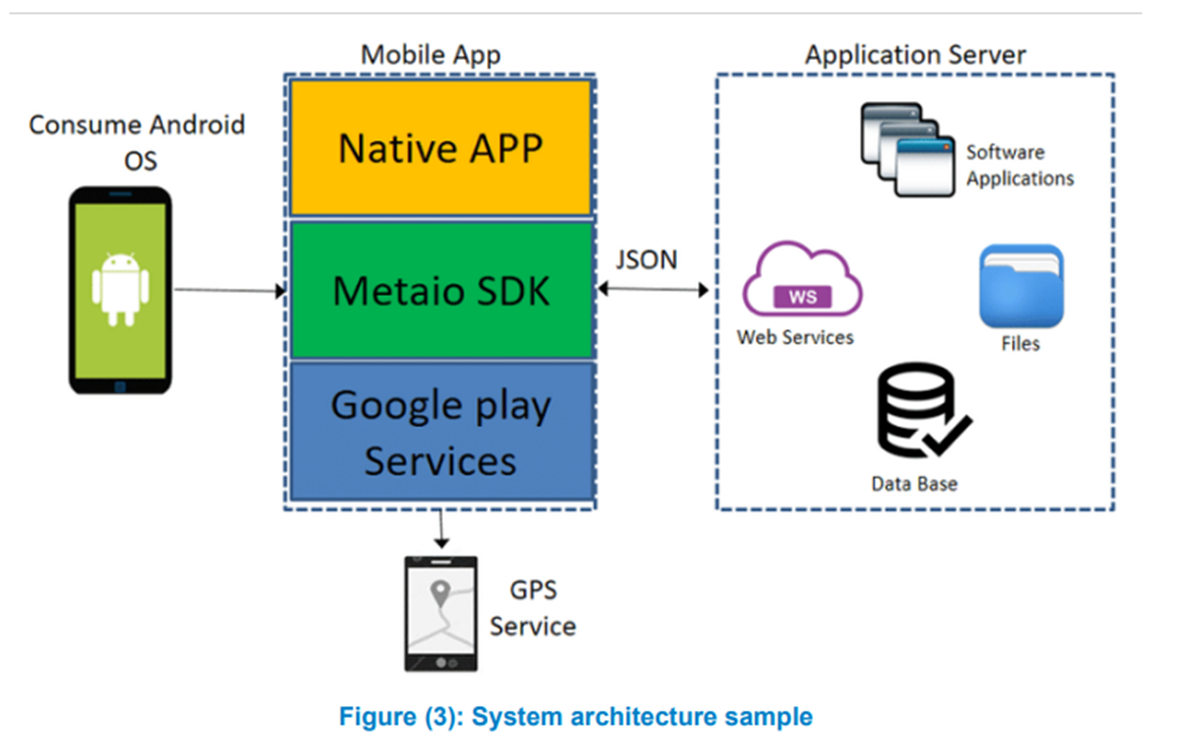 Mobile App
Application Server
Consume Android
OS
Native APP
Software
Applications
Metaio SDK
JSON
WS
Web Services
Files
Google play
Services
Data Base
GPS
Service
Figure (3): System architecture sample